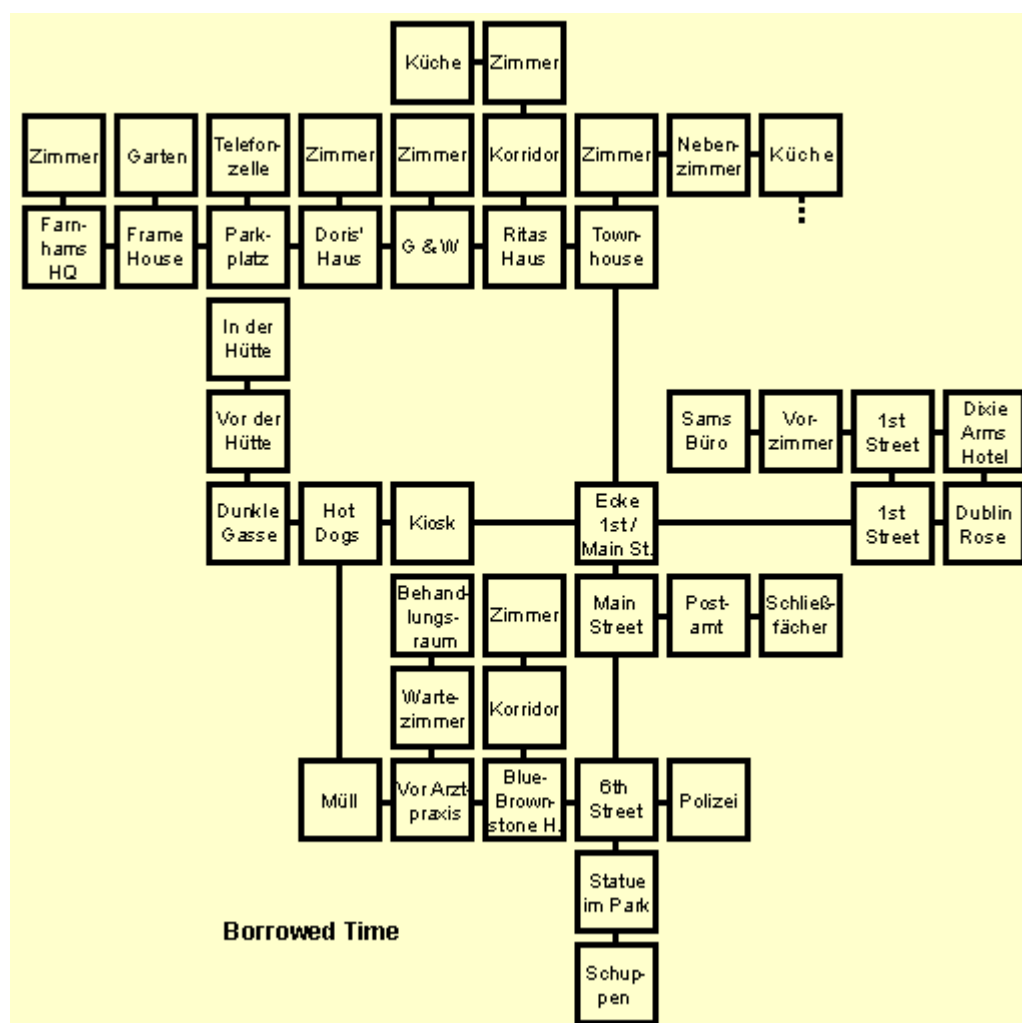 Küche
Zimmer
Zimmer
Garten
Telefon-
zelle
Zimmer
Zimmer
Korridor
Zimmer
Neben-
zimmer
Küche
Farn-
hams
HQ
Frame
House
Park-
platz
Doris'
Haus
G & W
Ritas
Haus
Town-
house
In der
Hütte
Vor der
Hütte
Sams
Büro
Vor-
zimmer
1st
Street
Dixie
Arms
Hotel
Dunkle
Gasse
Hot
Dogs
Kiosk
Ecke
1st /
Main St.
1st
Street
Dublin
Rose
Behand-
lungs-
raum
Zimmer
Main
Street
Post-
amt
Schließ-
fächer
Warte-
zimmer
Korridor
Müll
Vor Arzt-
praxis
Blue-
Brown-
stone H.
6th
Street
Polizei
Statue
im Park
Borrowed Time
Schup-
pen